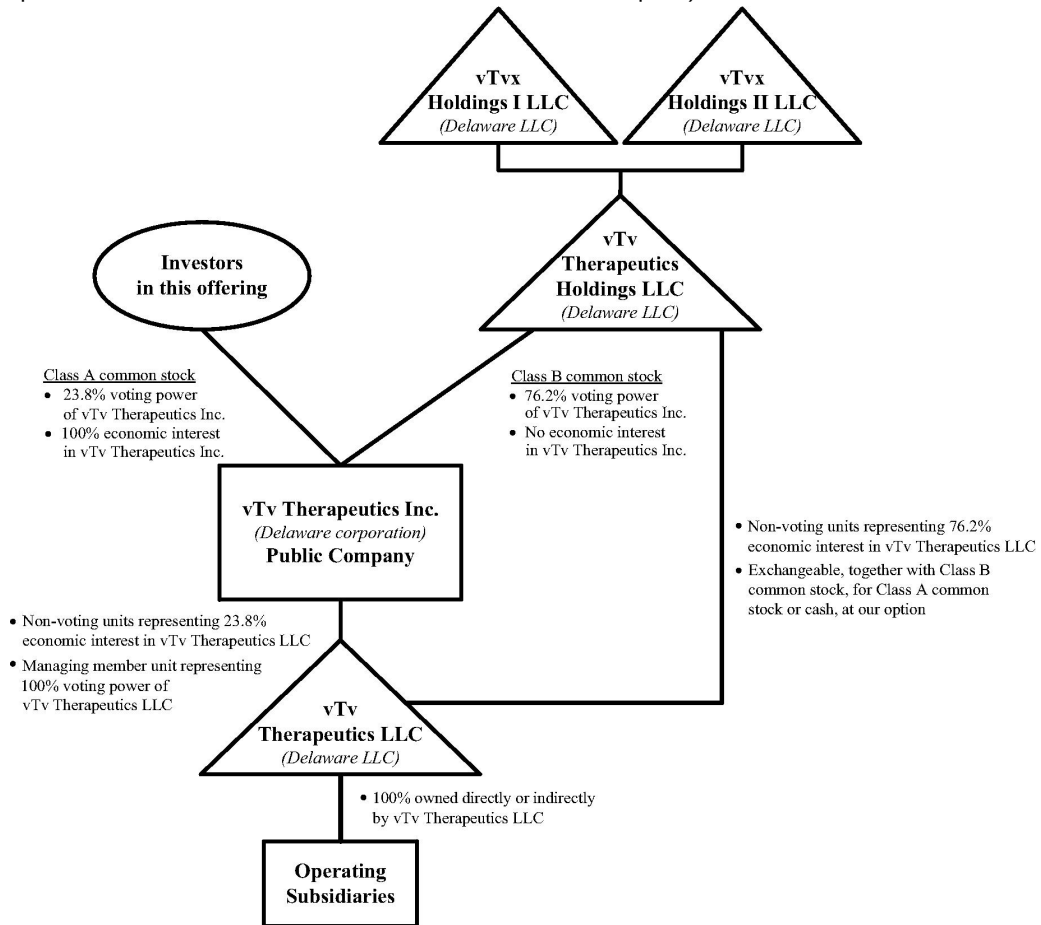 vTvx
Holdings I LLC
(Delaware LLC)
vTvx
Holdings II LLC
(Delaware LLC)
vTv
Therapeutics
Holdings LLC
(Delaware LLC)
Investors
in this offering
Class A common stock
• 23.8% voting power
of vTv Therapeutics Inc.
• 100% economic interest
in vTv Therapeutics Inc.
Class B common stock
• 76.2% voting power
of vTv Therapeutics Inc.
• No economic interest
in vTv Therapeutics Inc.
vTv Therapeutics Inc.
(Delaware corporation)
Public Company
• Non-voting units representing 76.2%
economic interest in vTv Therapeutics LLC
• Exchangeable, together with Class B
common stock, for Class A common
stock or cash, at our option
• Non-voting units representing 23.8%
economic interest in vTv Therapeutics LLC
• Managing member unit representing
100% voting power of
vTv Therapeutics LLC
vTv
Therapeutics LLC
(Delaware LLC)
• 100% owned directly or indirectly
by vTv Therapeutics LLC
Operating
Subsidiaries